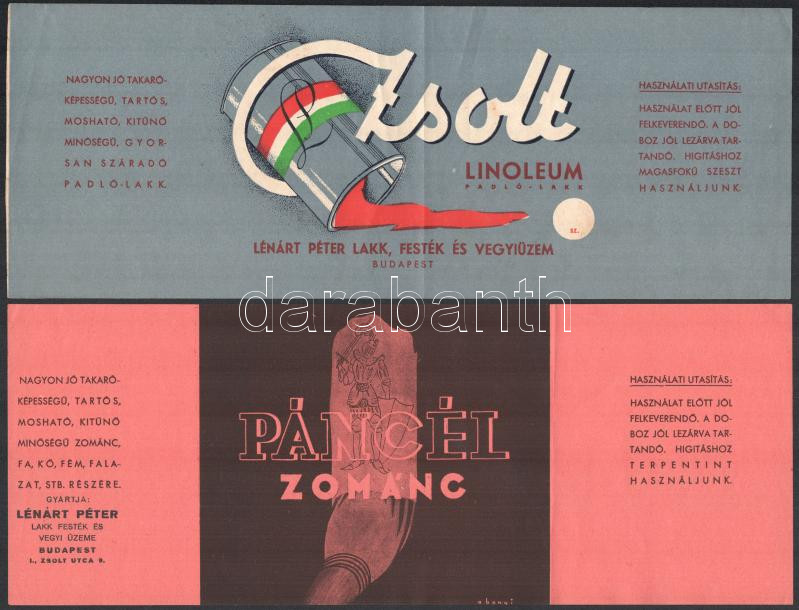 NAGYON JÓ TAKARÓ-
KÉPESSÉGŰ, TARTÓS,
MOSHATÓ, KITÜNŐ
MINŐSÉGŰ, GYOR-
SAN SZÁRADÓ
PADLÓ-LAKK.
Zsolt
LINOLEUM
PADLÓ-LAKK
SZ.
LÉNÁRT PÉTER LAKK, FESTÉK ÉS VEGYIÜZEM
BUDAPEST
HASZNÁLATI UTASÍTÁS:
HASZNÁLAT ELŐTT JÓL
FELKEVERENDŐ. A DO-
BOZ JÓL LEZÁRVA TAR-
TANDÓ. HIGITÁSHOZ
MAGASFOKÚ SZESZT
HASZNÁLJUNK.
darabanth
NAGYON JÓ TAKARÓ-
KÉPESSÉGŰ, TARTÓS,
MOSHATÓ, KITÜNŐ
MINŐSÉGŰ ZOMÁNC,
FA, KŐ, FÉM, FALA-
ZAT, STB. RÉSZÉRE.
GYÁRTJA:
LÉNÁRT PÉTER
LAKK FESTÉK ÉS
VEGYI ÜZEME
BUDAPEST
I., ZSOLT UTCA 9.
PÁNCÉL
ZOMÁNC
abonyi
HASZNÁLATI UTASÍTÁS:
HASZNÁLAT ELŐTT JÓL
FELKEVERENDŐ. A DO-
BOZ JÓL LEZÁRVA TAR-
TANDÓ. HIGITÁSHOZ
TERPENTINT
HASZNÁLJUNK.